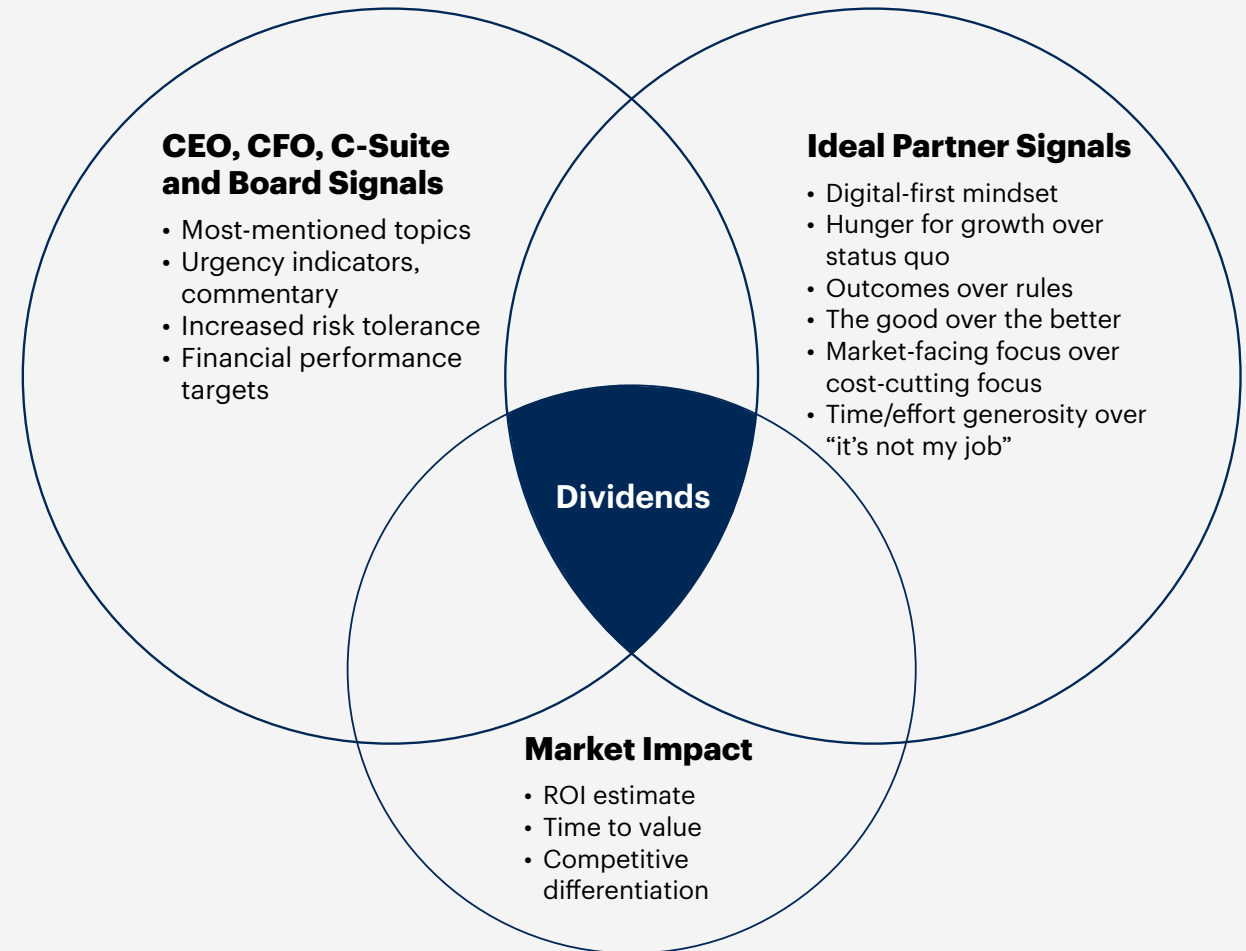 CEO, CFO, C-Suite
and Board Signals
• Most-mentioned topics
• Urgency indicators,
commentary
• Increased risk tolerance
• Financial performance
targets
Ideal Partner Signals
• Digital-first mindset
• Hunger for growth over
status quo
• Outcomes over rules
• The good over the better
• Market-facing focus over
cost-cutting focus
• Time/effort generosity over
“it’s not my job”
Dividends
Market Impact
• ROI estimate
• Time to value
• Competitive
differentiation